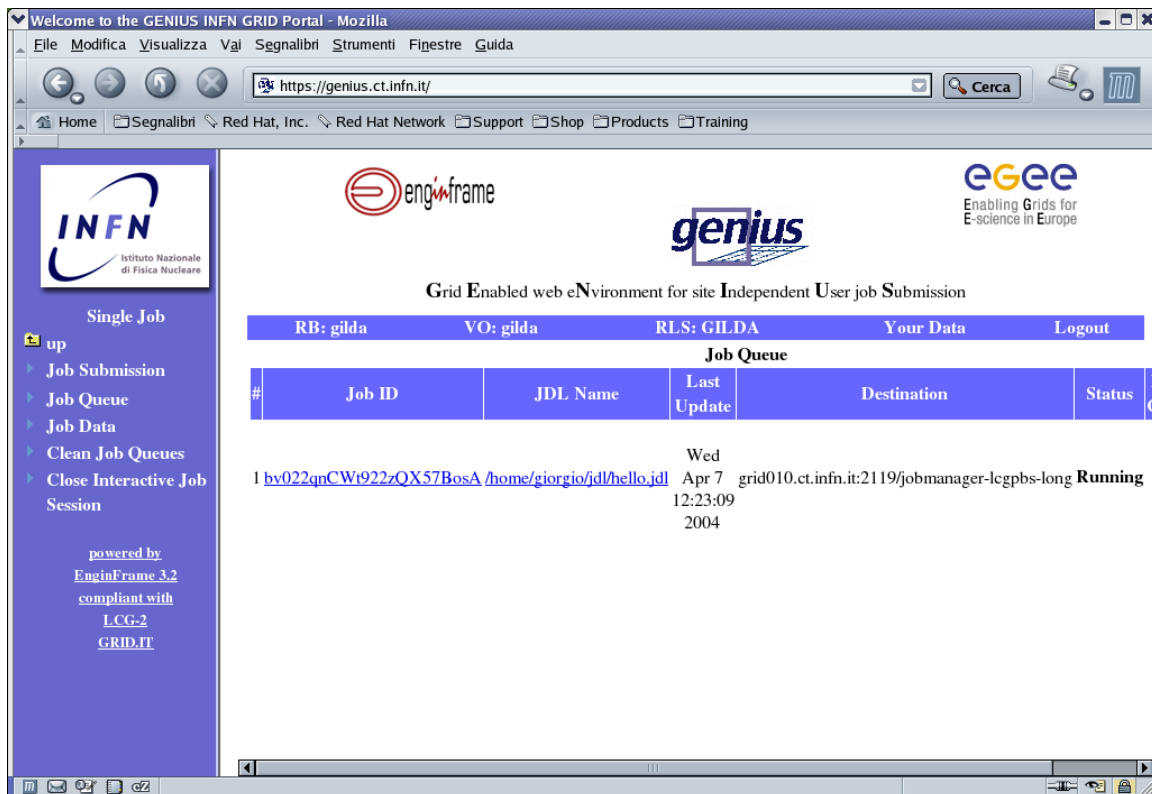 Welcome to the GENIUS INFN GRID Portal - Mozilla
File Modifica Visualizza Vai Segnalibri Strumenti Finestre Guida
https://genius.ct.infn.it/
Cerca
Home Segnalibri Red Hat, Inc. Red Hat Network Support Shop Products Training
INFN
Istituto Nazionale
di Fisica Nucleare
Single Job
up
Job Submission
Job Queue
Job Data
Clean Job Queues
Close Interactive Job
Session
powered by
EnginFrame 3.2
compliant with
LCG-2
GRID.IT
enginframe
genius
egee
Enabling Grids for
E-science in Europe
Grid Enabled web eNvironment for site Independent User job Submission
RB: gilda VO: gilda RLS: GILDA Your Data Logout
Job Queue
# Job ID JDL Name Last Update Destination Status
1 bv022qnCWt922zQX57BosA /home/giorgio/jdl/hello.jdl Wed Apr 7 12:23:09 2004 grid010.ct.infn.it:2119/jobmanager-lcgpbs-long Running